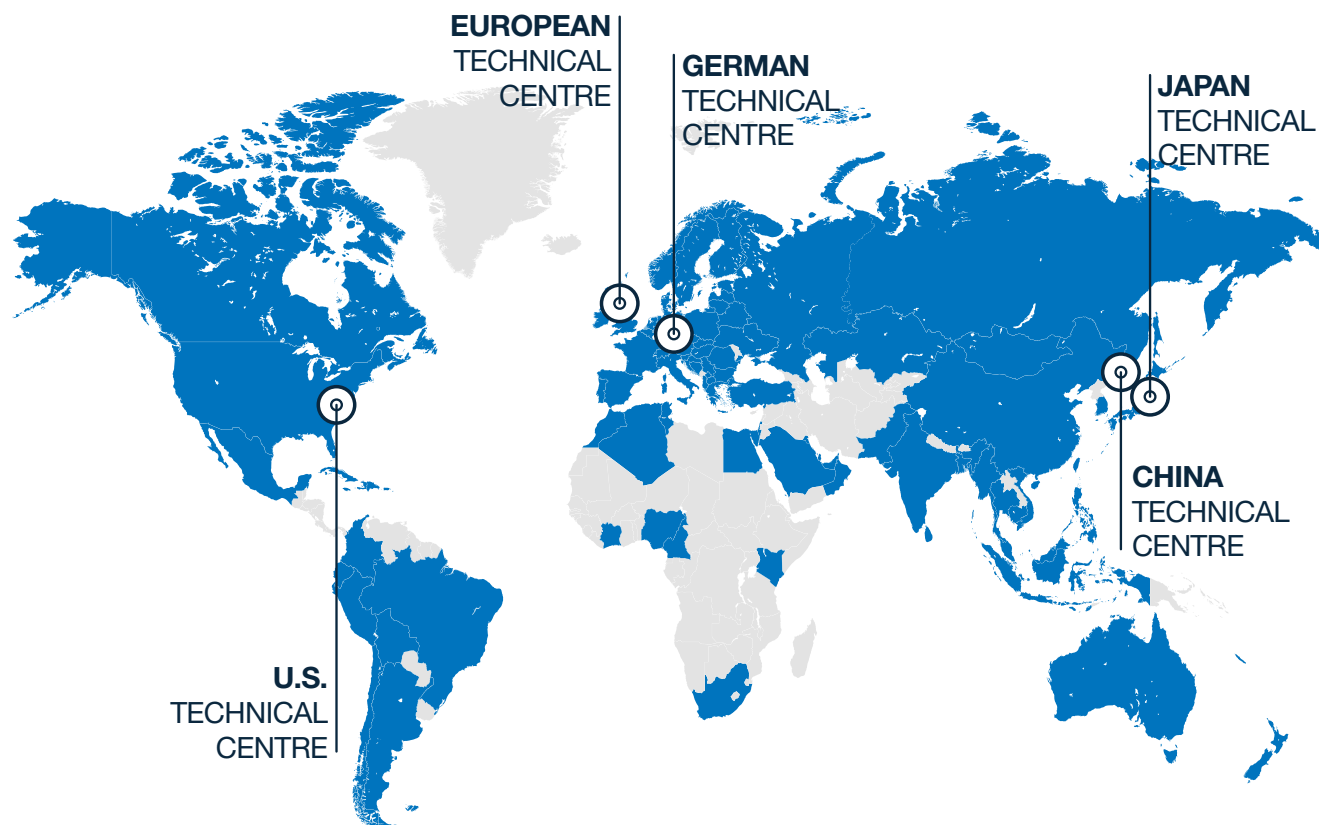 EUROPEAN
TECHNICAL
CENTRE
GERMAN
TECHNICAL
CENTRE
JAPAN
TECHNICAL
CENTRE
CHINA
TECHNICAL
CENTRE
U.S.
TECHNICAL
CENTRE